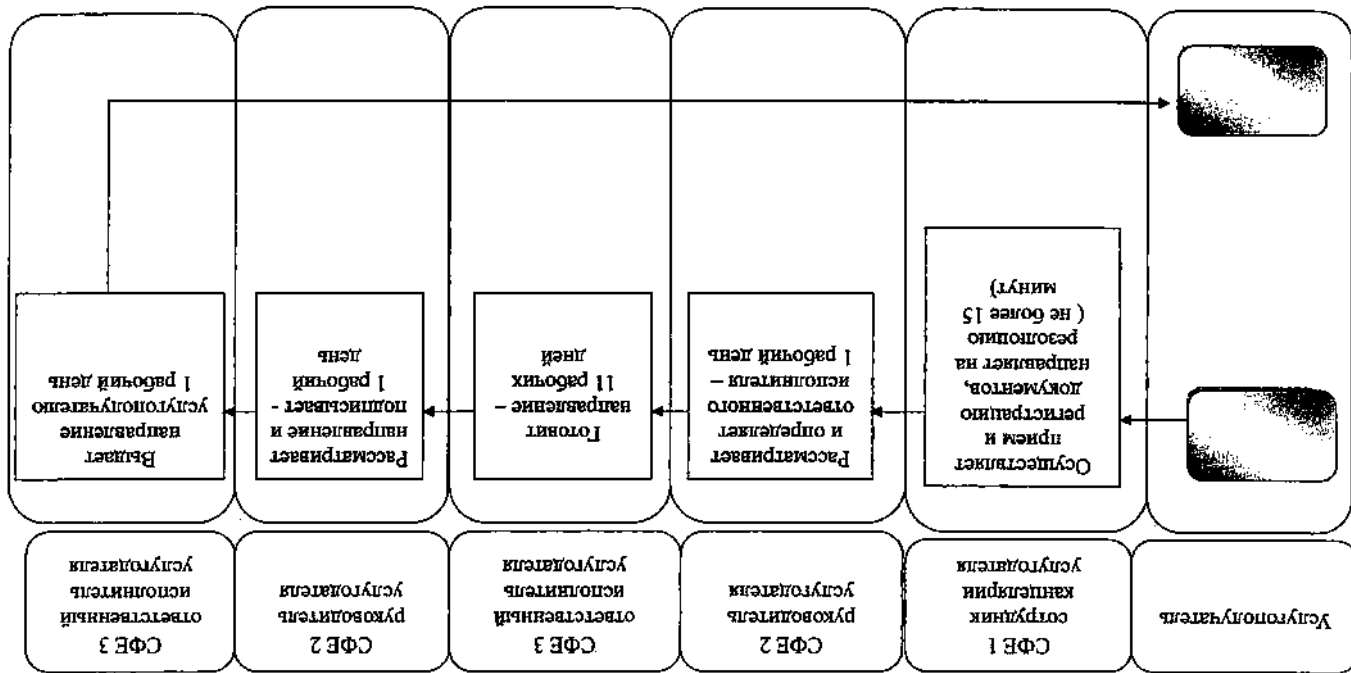 Услугополучатель
СФЕ 1
сотрудник
канцелярии
услугодателя
СФЕ 2
руководитель
услугодателя
СФЕ 3
ответственный
исполнитель
услугодателя
СФЕ 2
руководитель
услугодателя
СФЕ 3
ответственный
исполнитель
услугодателя
Осуществляет
прием и
регистрацию
документов,
направляет на
резолюцию
( не более 15
минут)
Рассматривает
и определяет
ответственного
исполнителя –
1 рабочий день
Готовит
направление –
11 рабочих
дней
Рассматривает
направление и
подписывает -
1 рабочий
день
Выдает
направление
услугополучателю
1 рабочий день